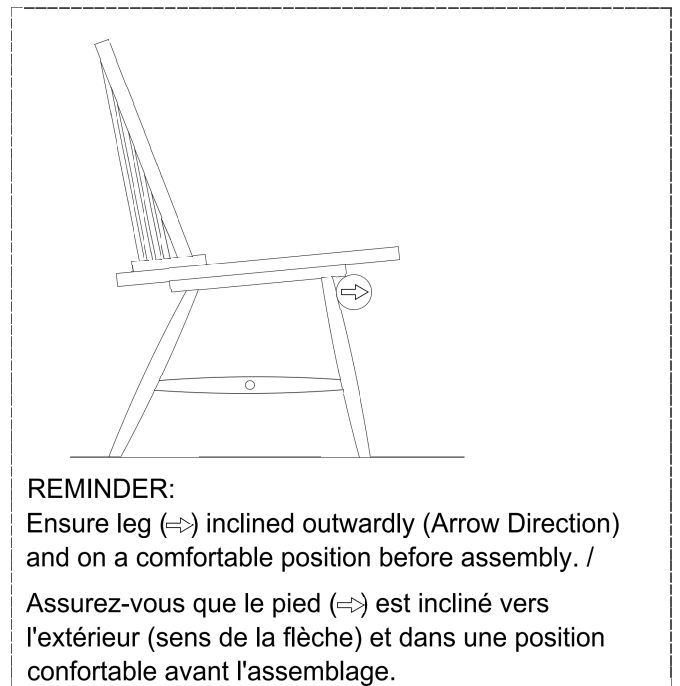 REMINDER:
Ensure leg (⇨) inclined outwardly (Arrow Direction)
and on a comfortable position before assembly. /
Assurez-vous que le pied (⇨) est incliné vers
l'extérieur (sens de la flèche) et dans une position
confortable avant l'assemblage.